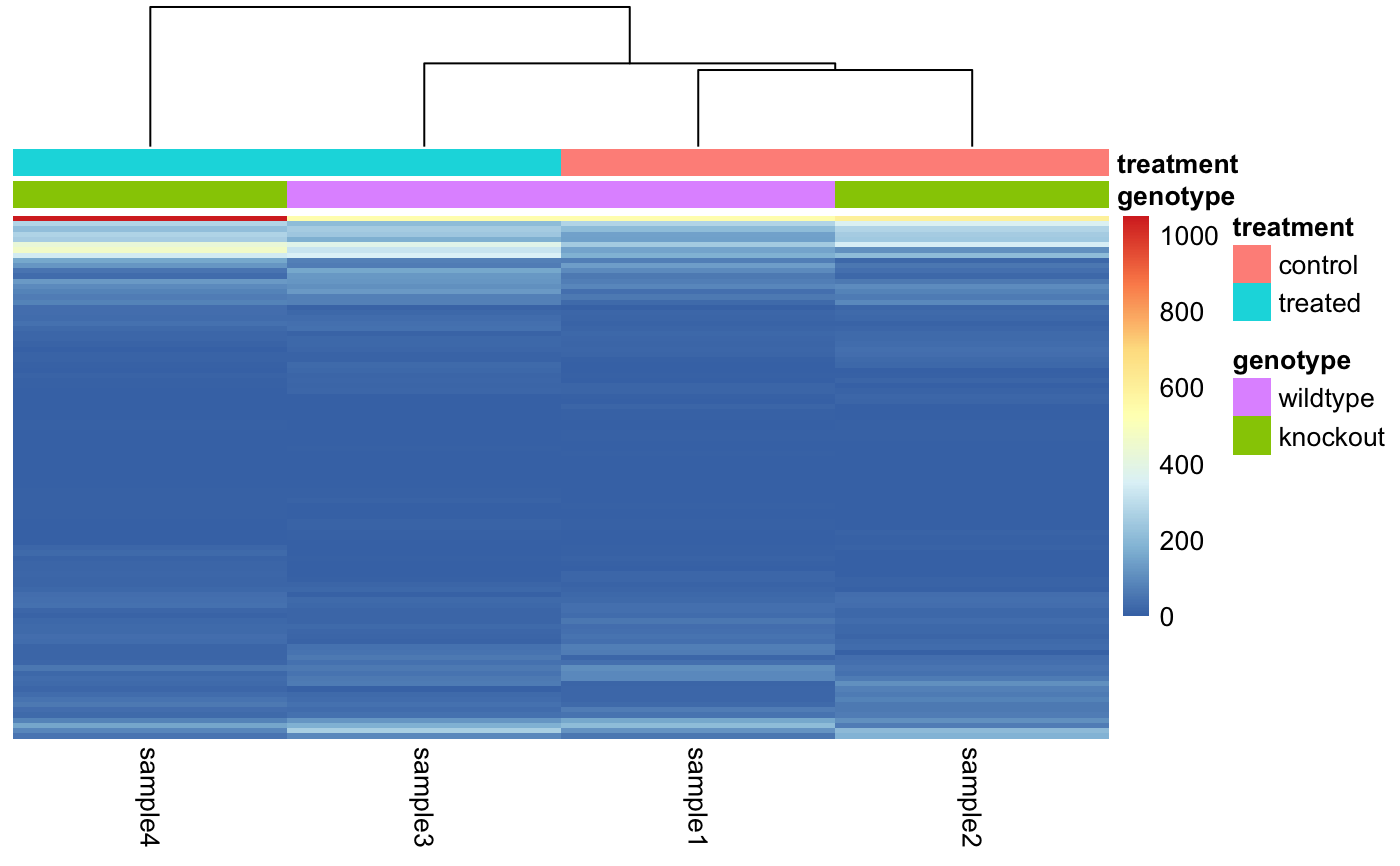 treatment
genotype
1000
800
600
400
200
0
treatment
control
treated
genotype
wildtype
knockout
sample4
sample3
sample1
sample2